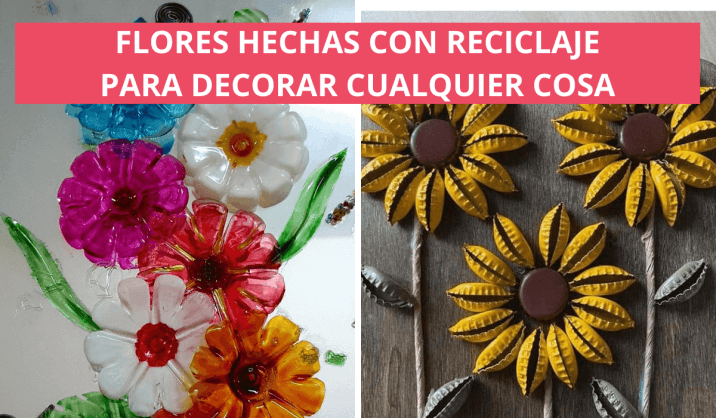 FLORES HECHAS CON RECICLAJE
PARA DECORAR CUALQUIER COSA